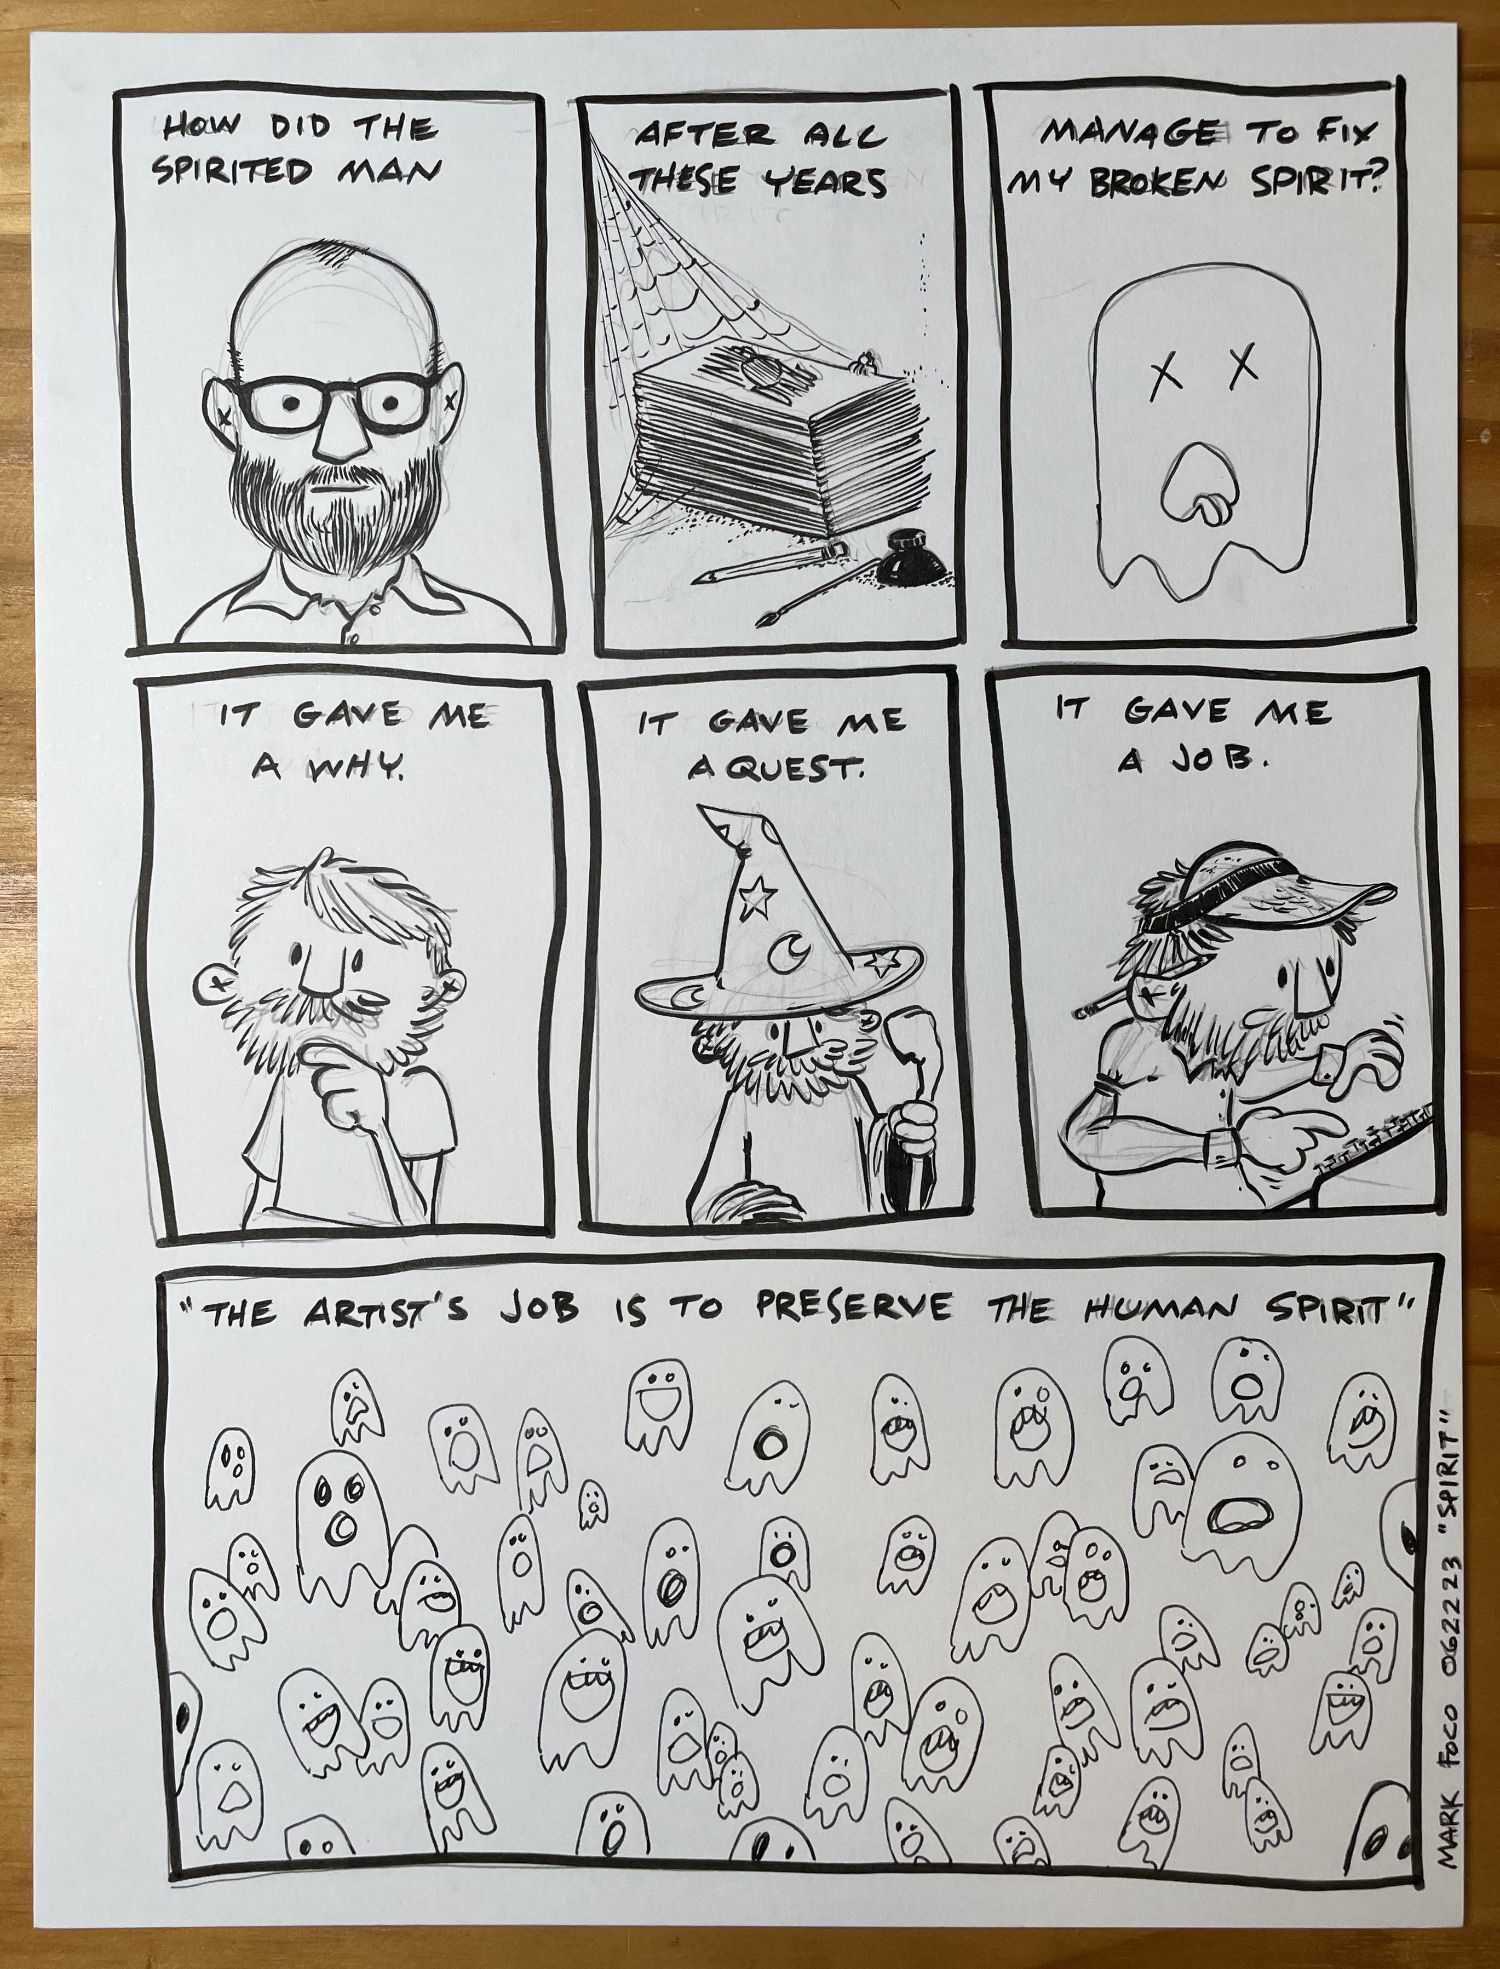 HOW DID THE
SPIRITED MAN
AFTER ALL
THESE YEARS
MANAGE TO FIX
MY BROKEN SPIRIT?
IT GAVE ME
A WHY.
IT GAVE ME
A QUEST.
IT GAVE ME
A JOB.
"THE ARTIST'S JOB IS TO PRESERVE THE HUMAN SPIRIT"
MARK FOCO 062223 "SPIRIT"